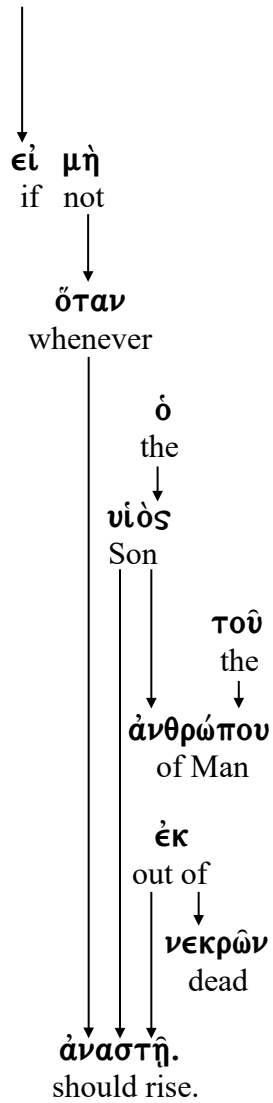 εἰ μὴ
if not
ὅταν
whenever
ὁ
the
υἱὸς
Son
τοῦ
the
ἀνθρώπου
of Man
ἐκ
out of
νεκρῶν
dead
ἀναστῇ.
should rise.